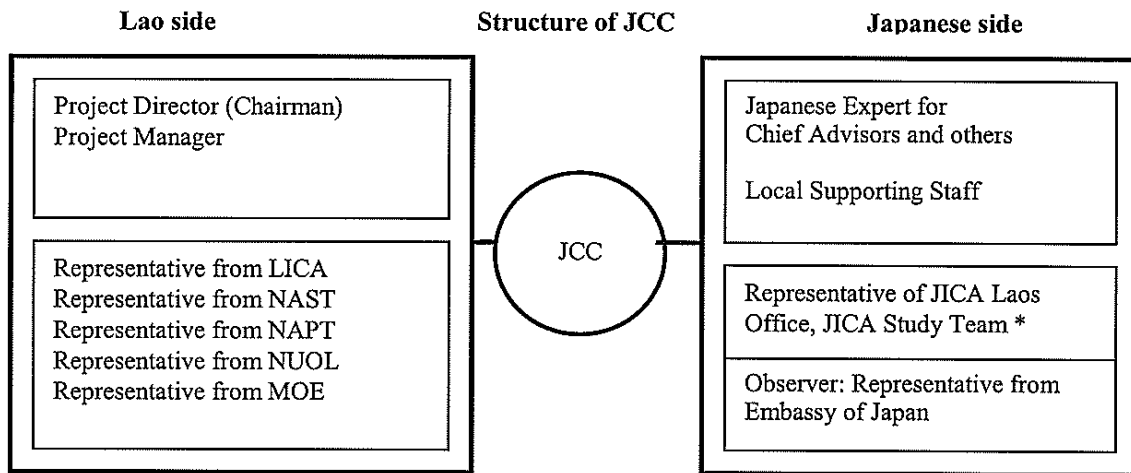 Lao side
Structure of JCC
Japanese side
Project Director (Chairman)
Project Manager
Representative from LICA
Representative from NAST
Representative from NAPT
Representative from NUOL
Representative from MOE
JCC
Japanese Expert for
Chief Advisors and others
Local Supporting Staff
Representative of JICA Laos
Office, JICA Study Team *
Observer: Representative from
Embassy of Japan